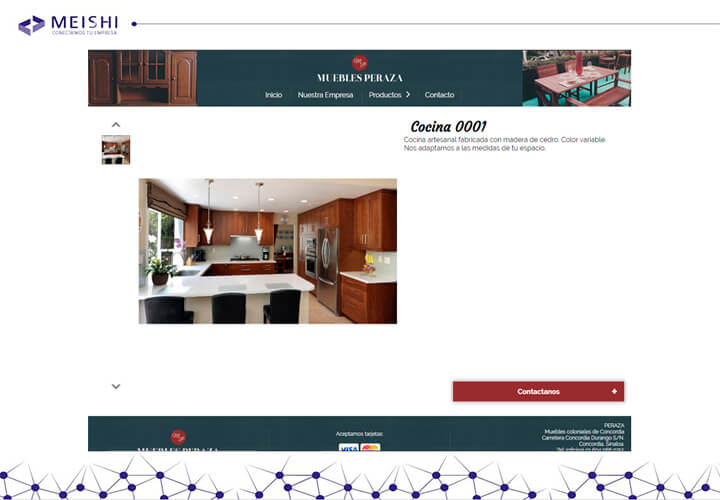 MEISHI
CONECTAMOS TU EMPRESA
MUEBLES PERAZA
Inicio Nuestra Empresa Productos Contacto
Cocina 0001
Cocina artesanal fabricada con madera de cedro. Color variable.
Nos adaptamos a las medidas de tu espacio.
Contactanos +
MUEBLES PERAZA
Aceptamos tarjetas
VISA
PERAZA
Muebles coloniales de Concordia
Carretera Concordia Durango S/N
Concordia, Sinaloa